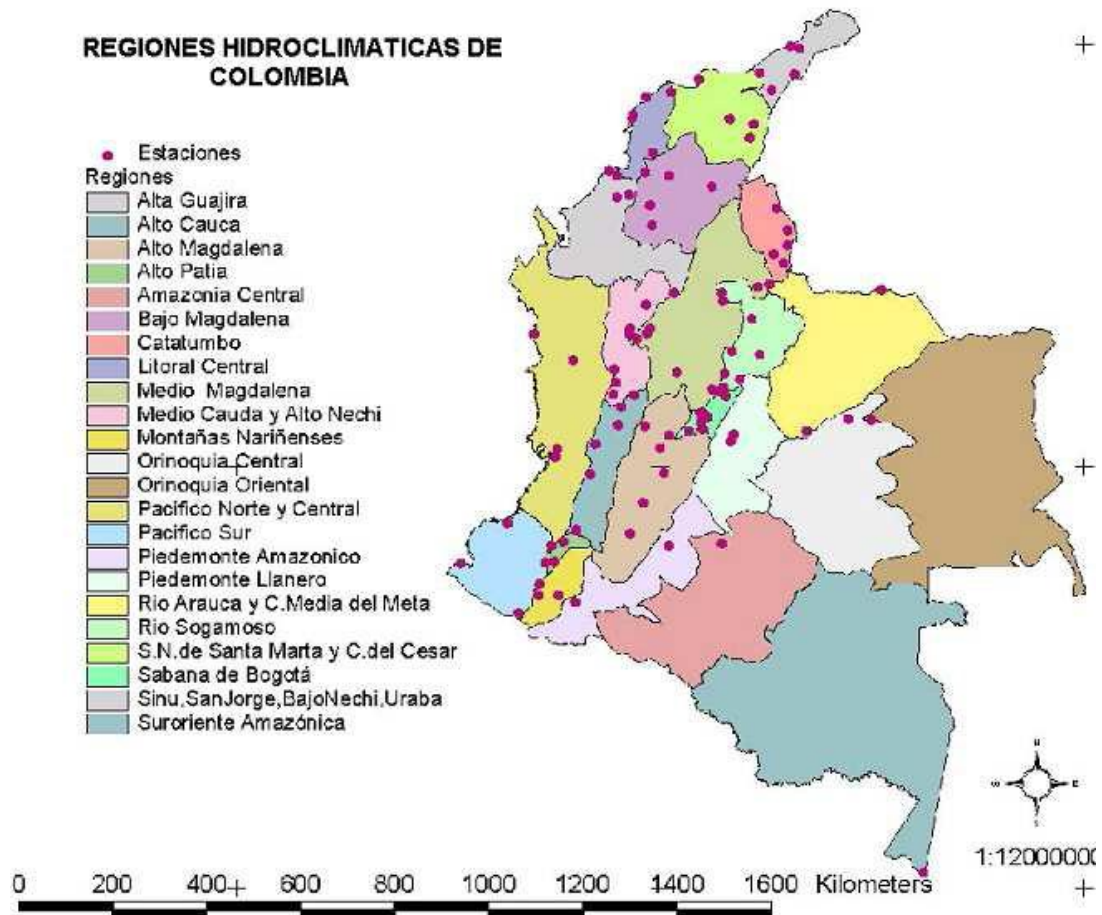 REGIONES HIDROCLIMATICAS DE
COLOMBIA
Estaciones
Regiones
Alta Guajira
Alto Cauca
Alto Magdalena
Alto Patia
Amazonia Central
Bajo Magdalena
Catatumbo
Litoral Central
Medio Magdalena
Medio Cauda y Alto Nechi
Montañas Nariñenses
Orinoquia Central
Orinoquia Oriental
Pacifico Norte y Central
Pacifico Sur
Piedemonte Amazonico
Piedemonte Llanero
Rio Arauca y C.Media del Meta
Rio Sogamoso
S.N.de Santa Marta y C.del Cesar
Sabana de Bogotá
Sinu,SanJorge,BajoNechi,Uraba
Suroriente Amazónica
1:12000000
0 200 400 600 800 1000 1200 1400 1600 Kilometers